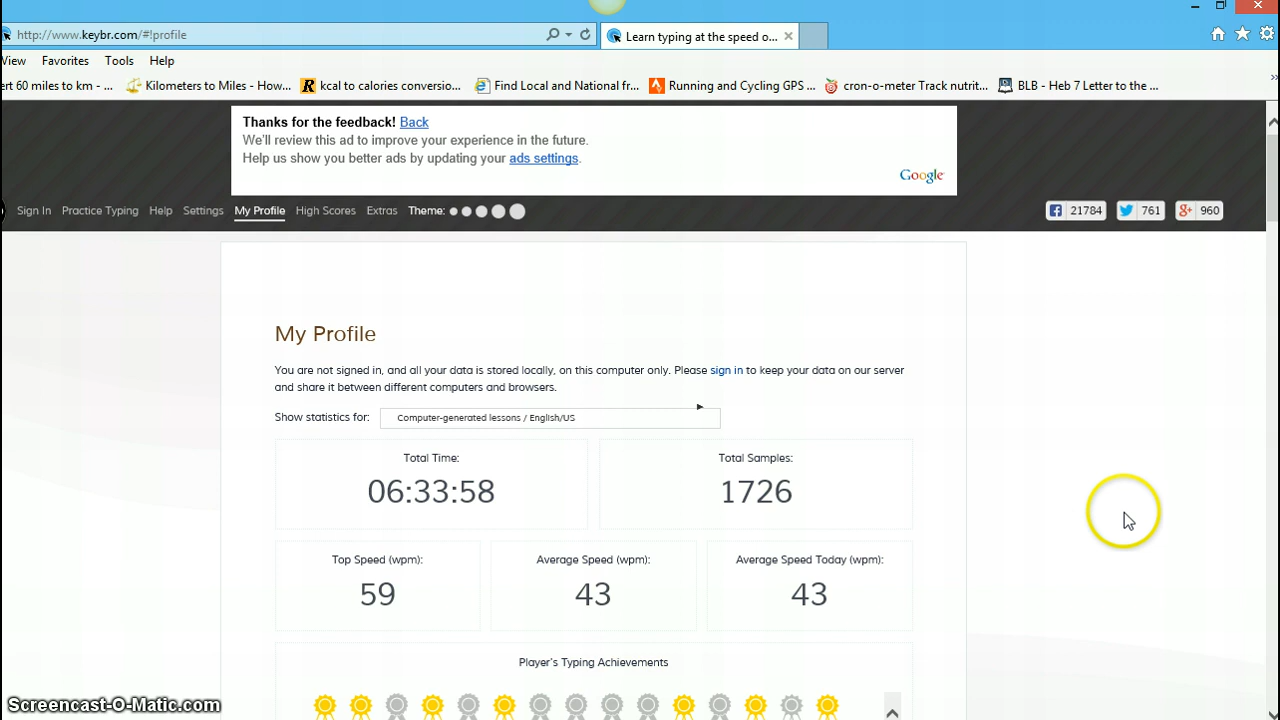 http://www.keybr.com/#!profile
Learn typing at the speed o...
View Favorites Tools Help
ert 60 miles to km - ... Kilometers to Miles - How... kcal to calories conversio... Find Local and National fr... Running and Cycling GPS ... cron-o-meter Track nutrit... BLB - Heb 7 Letter to the ...
Thanks for the feedback! Back
We'll review this ad to improve your experience in the future.
Help us show you better ads by updating your ads settings.
Google
Sign In Practice Typing Help Settings My Profile High Scores Extras Theme: 21784 761 960
My Profile
You are not signed in, and all your data is stored locally, on this computer only. Please sign in to keep your data on our server
and share it between different computers and browsers.
Show statistics for: Computer-generated lessons / English/US
Total Time: Total Samples:
06:33:58 1726
Top Speed (wpm): Average Speed (wpm): Average Speed Today (wpm):
59 43 43
Player's Typing Achievements
Screencast-O-Matic.com